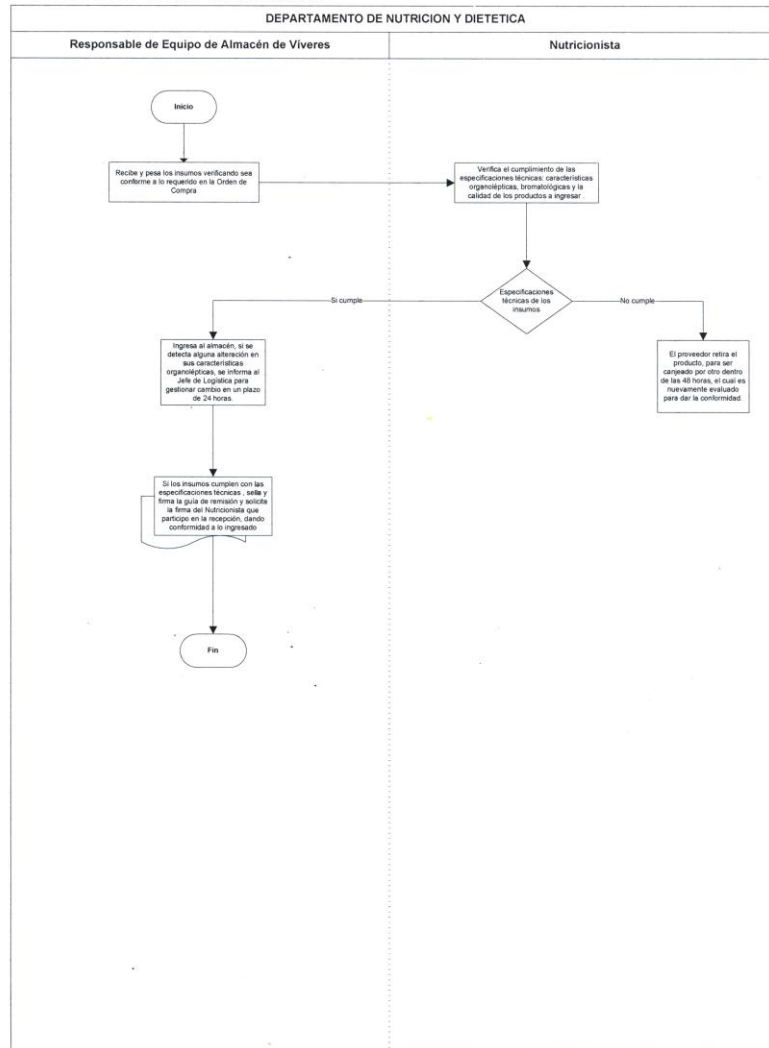 DEPARTAMENTO DE NUTRICION Y DIETETICA
Responsable de Equipo de Almacén de Víveres
Nutricionista
Inicio
Recibe y pesa los insumos verificando sea
conforme a lo requerido en la Orden de
Compra
Verifica el cumplimiento de las
especificaciones técnicas: características
organolépticas, bromatológicas y la
calidad de los productos a ingresar .
Especificaciones
técnicas de los
insumos
Si cumple
No cumple
Ingresa al almacén, si se
detecta alguna alteración en
sus características
organolépticas, se informa al
Jefe de Logística para
gestionar cambio en un plazo
de 24 horas.
El proveedor retira el
producto, para ser
canjeado por otro dentro
de las 48 horas, el cual es
nuevamente evaluado
para dar la conformidad.
Si los insumos cumplen con las
especificaciones técnicas , sella y
firma la guía de remisión y solicita
la firma del Nutricionista que
participo en la recepción, dando
conformidad a lo ingresado
Fin